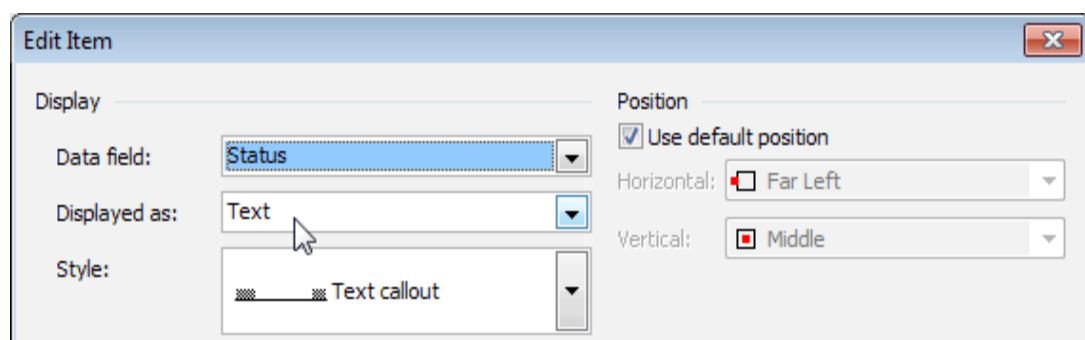 Edit Item
Display
Data field: Status
Displayed as: Text
Style: Text callout
Position
Use default position
Horizontal: Far Left
Vertical: Middle